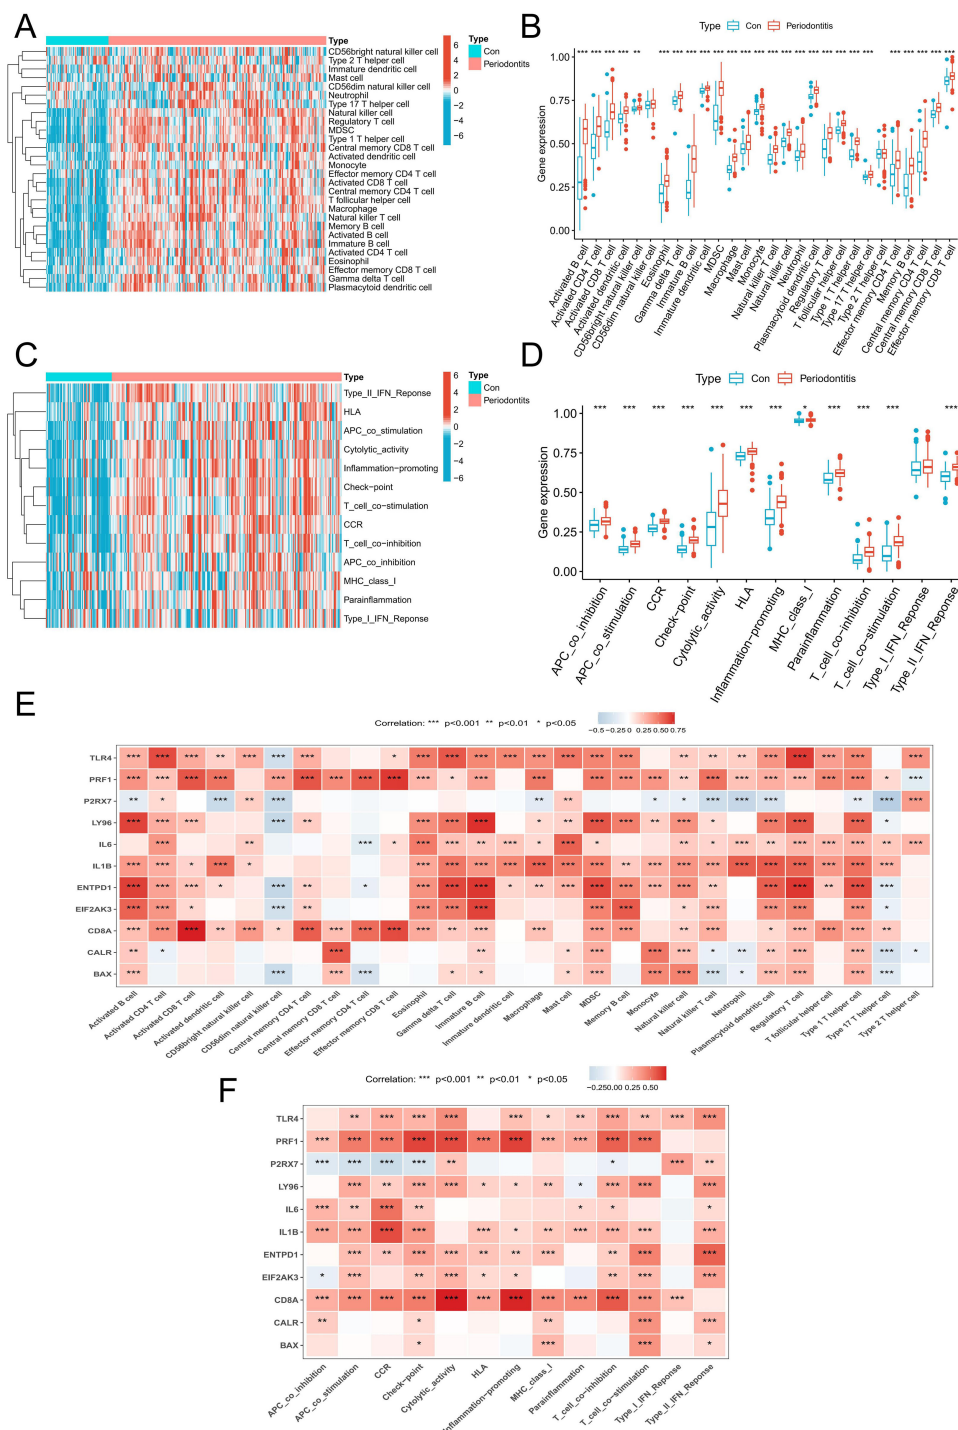 A
Type
CD56bright natural killer cell
Type 2 T helper cell
Immature dendritic cell
Mast cell
CD56dim natural killer cell
Neutrophil
Type 17 T helper cell
Natural killer cell
Regulatory T cell
MDSC
Type 1 T helper cell
Central memory CD8 T cell
Activated dendritic cell
Monocyte
Effector memory CD4 T cell
Activated CD8 T cell
Central memory CD4 T cell
T follicular helper cell
Macrophage
Natural killer T cell
Memory B cell
Activated B cell
Immature B cell
Activated CD4 T cell
Eosinophil
Effector memory CD8 T cell
Gamma delta T cell
Plasmacytoid dendritic cell
6
4
2
0
−2
−4
−6
Type
Con
Periodontitis
B
Type Con Periodontitis
Gene expression
1.00
0.75
0.50
0.25
0.00
Activated B cell
Activated CD4 T cell
Activated CD8 T cell
Activated dendritic cell
CD56bright natural killer cell
CD56dim natural killer cell
Eosinophil
Gamma delta T cell
Immature B cell
Immature dendritic cell
MDSC
Macrophage
Mast cell
Monocyte
Natural killer T cell
Natural killer cell
Neutrophil
Plasmacytoid dendritic cell
Regulatory T cell
T follicular helper cell
Type 1 T helper cell
Type 17 T helper cell
Type 2 T helper cell
Effector memory CD4 T cell
Memory B cell
Central memory CD4 T cell
Central memory CD8 T cell
Effector memory CD8 T cell
C
Type
Type_II_IFN_Reponse
HLA
APC_co_stimulation
Cytolytic_activity
Inflammation−promoting
Check−point
T_cell_co−stimulation
CCR
T_cell_co−inhibition
APC_co_inhibition
MHC_class_I
Parainflammation
Type_I_IFN_Reponse
6
4
2
0
−2
−4
−6
Type
Con
Periodontitis
D
Type Con Periodontitis
*** *** *** *** *** *** *** * *** *** *** ***
Gene expression
1.00
0.75
0.50
0.25
0.00
APC_co_inhibition
APC_co_stimulation
CCR
Check−point
Cytolytic_activity
HLA
Inflammation−promoting
MHC_class_I
Parainflammation
T_cell_co−inhibition
T_cell_co−stimulation
Type_I_IFN_Reponse
Type_II_IFN_Reponse
E
Correlation: *** p<0.001 ** p<0.01 * p<0.05
−0.5 0.00 0.25 0.50 0.75
TLR4
PRF1
P2RX7
LY96
IL6
IL1B
ENTPD1
EIF2AK3
CD8A
CALR
BAX
Activated B cell
Activated CD4 T cell
Activated CD8 T cell
Activated dendritic cell
CD56bright natural killer cell
CD56dim natural killer cell
Central memory CD4 T cell
Central memory CD8 T cell
Effector memory CD4 T cell
Effector memory CD8 T cell
Eosinophil
Gamma delta T cell
Immature B cell
Immature dendritic cell
Macrophage
Mast cell
MDSC
Memory B cell
Monocyte
Natural killer cell
Natural killer T cell
Neutrophil
Plasmacytoid dendritic cell
Regulatory T cell
T follicular helper cell
Type 1 T helper cell
Type 17 T helper cell
Type 2 T helper cell
F
Correlation: *** p<0.001 ** p<0.01 * p<0.05
−0.250.00 0.25 0.50
TLR4
PRF1
P2RX7
LY96
IL6
IL1B
ENTPD1
EIF2AK3
CD8A
CALR
BAX
APC_co_inhibition
APC_co_stimulation
CCR
Check−point
Cytolytic_activity
HLA
Inflammation−promoting
MHC_class_I
Parainflammation
T_cell_co−inhibition
T_cell_co−stimulation
Type_I_IFN_Reponse
Type_II_IFN_Reponse